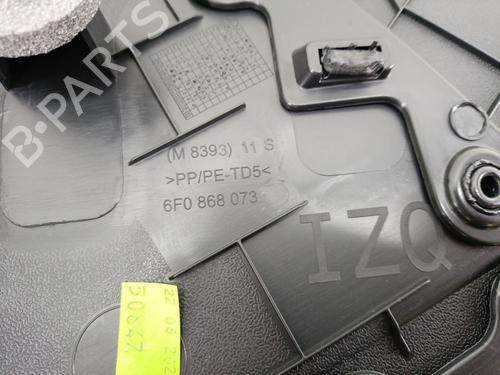 B-PARTS
(M 8393) 11 S
>PP/PE-TD5<
6F0 868 073
IZQ
50847